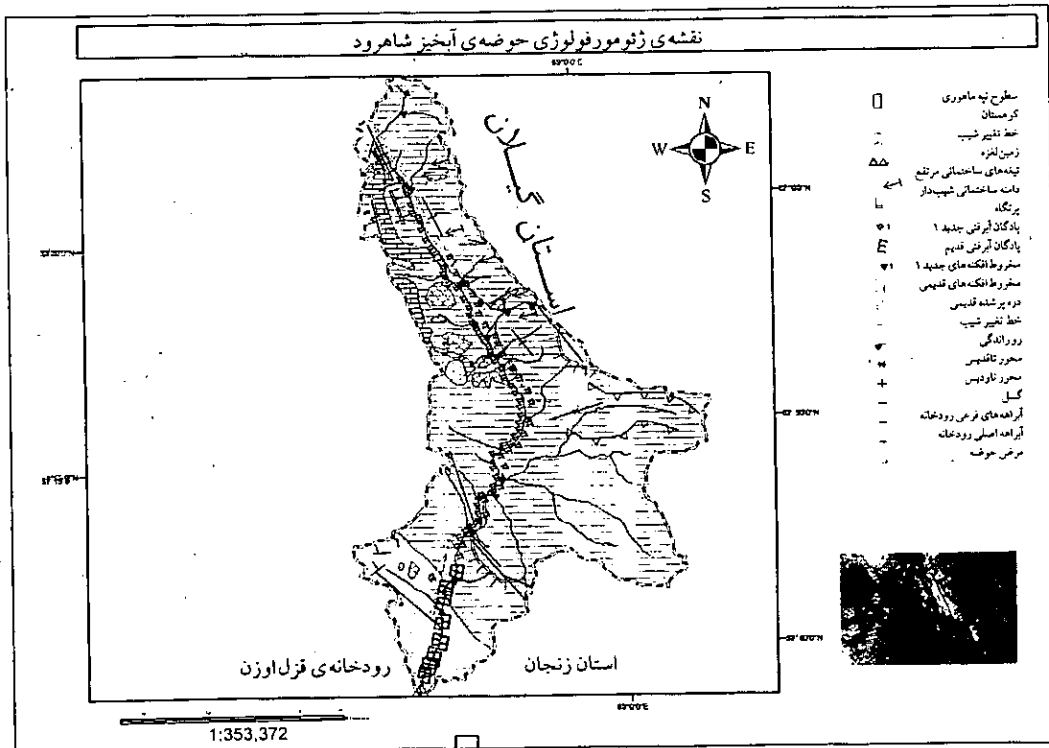 نقشه‌ی ژئومورفولوژی حوضه‌ی آبخیز شاهرود
N
W
E
S
استان گیلان
استان زنجان
رودخانه‌ی قزل‌اوزن
سطوح تپه ماهوری
کوهستان
خط تغییر شیب
زمین‌لغزه
تیغه‌های ساختمانی مرتفع
دامنه ساختمانی شیب‌دار
پرتگاه
پادگان آبرفتی جدید ۱
پادگان آبرفتی قدیم
مخروط افکنه‌های جدید ۱
مخروط افکنه‌های قدیمی
دره پر شده قدیمی
خط تغییر شیب
روراندگی
محور تاقدیس
محور ناودیس
گسل
آبراهه‌های فرعی رودخانه
آبراهه اصلی رودخانه
مرز حوضه
1:353,372